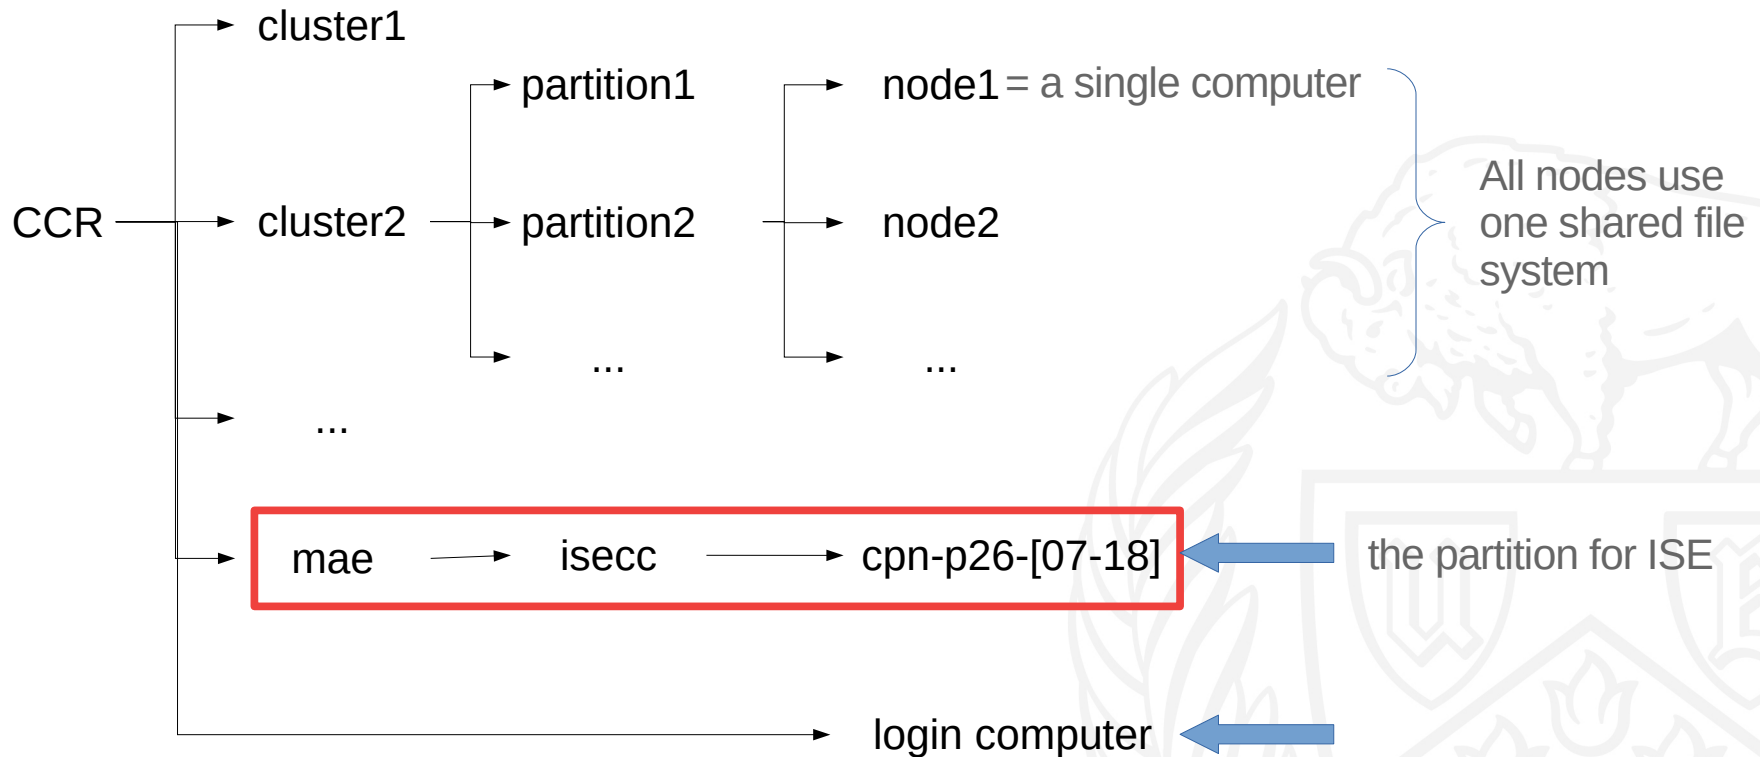 cluster1
partition1
node1 = a single computer
All nodes use
one shared file
system
CCR
cluster2
partition2
node2
...
...
...
mae
isecc
cpn-p26-[07-18]
the partition for ISE
login computer